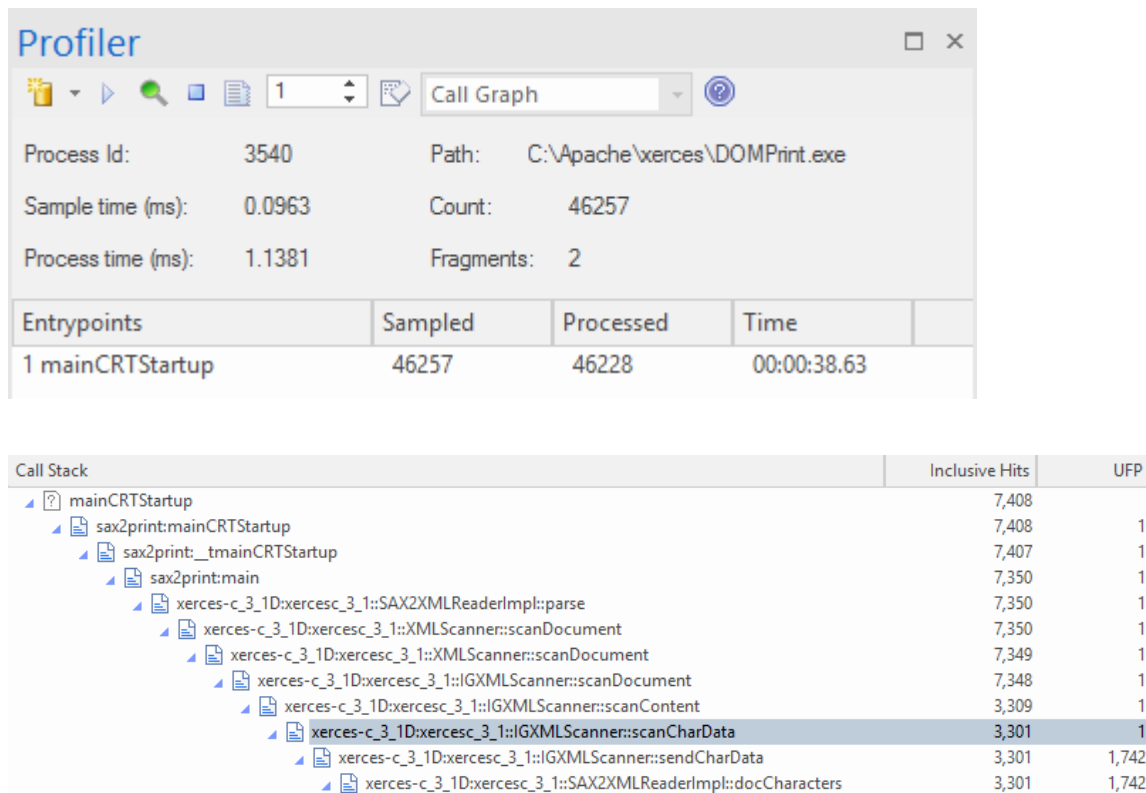 Profiler
1 Call Graph
Process Id: 3540 Path: C:\Apache\xerces\DOMPrint.exe
Sample time (ms): 0.0963 Count: 46257
Process time (ms): 1.1381 Fragments: 2
Entrypoints Sampled Processed Time
1 mainCRTStartup 46257 46228 00:00:38.63
Call Stack Inclusive Hits UFP
mainCRTStartup 7,408
sax2print:mainCRTStartup 7,408 1
sax2print:__tmainCRTStartup 7,407 1
sax2print:main 7,350 1
xerces-c_3_1D:xercesc_3_1::SAX2XMLReaderImpl::parse 7,350 1
xerces-c_3_1D:xercesc_3_1::XMLScanner::scanDocument 7,350 1
xerces-c_3_1D:xercesc_3_1::XMLScanner::scanDocument 7,349 1
xerces-c_3_1D:xercesc_3_1::IGXMLScanner::scanDocument 7,348 1
xerces-c_3_1D:xercesc_3_1::IGXMLScanner::scanContent 3,309 1
xerces-c_3_1D:xercesc_3_1::IGXMLScanner::scanCharData 3,301 1
xerces-c_3_1D:xercesc_3_1::IGXMLScanner::sendCharData 3,301 1,742
xerces-c_3_1D:xercesc_3_1::SAX2XMLReaderImpl::docCharacters 3,301 1,742